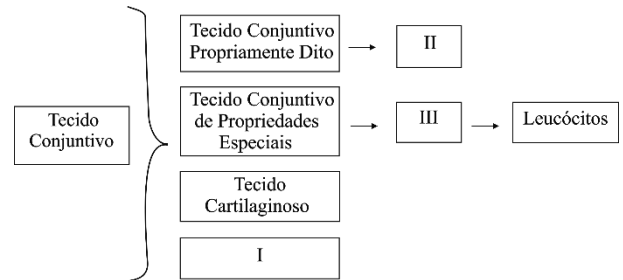 Tecido Conjuntivo
Propriamente Dito
II
Tecido
Conjuntivo
Tecido Conjuntivo
de Propriedades
Especiais
III
Leucócitos
Tecido
Cartilaginoso
I